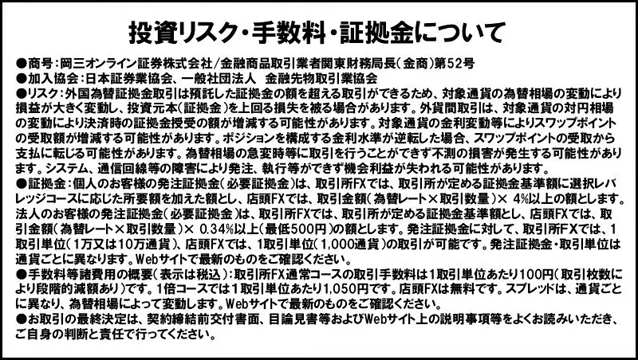 投資リスク・手数料・証拠金について
●商号：岡三オンライン証券株式会社/金融商品取引業者関東財務局長（金商）第52号
●加入協会：日本証券業協会、一般社団法人　金融先物取引業協会
●リスク：外国為替証拠金取引は預託した証拠金の額を超える取引ができるため、対象通貨の為替相場の変動により
損益が大きく変動し、投資元本（証拠金）を上回る損失を被る場合があります。外貨間取引は、対象通貨の対円相場
の変動により決済時の証拠金授受の額が増減する可能性があります。対象通貨の金利変動等によりスワップポイント
の受取額が増減する可能性があります。ポジションを構成する金利水準が逆転した場合、スワップポイントの受取から
支払に転じる可能性があります。為替相場の急変時等に取引を行うことができず不測の損害が発生する可能性があり
ます。システム、通信回線等の障害により発注、執行等ができず機会利益が失われる可能性があります。
●証拠金：個人のお客様の発注証拠金（必要証拠金）は、取引所FXでは、取引所が定める証拠金基準額に選択レバ
レッジコースに応じた所要額を加えた額とし、店頭FXでは、取引金額（為替レート×取引数量）× 4%以上の額とします。
法人のお客様の発注証拠金（必要証拠金）は、取引所FXでは、取引所が定める証拠金基準額とし、店頭FXでは、取
引金額（為替レート×取引数量）× 0.34%以上（最低500円）の額とします。発注証拠金に対して、取引所FXでは、1
取引単位（1万又は10万通貨）、店頭FXでは、1取引単位（1,000通貨）の取引が可能です。発注証拠金・取引単位は
通貨ごとに異なります。Webサイトで最新のものをご確認ください。
●手数料等諸費用の概要（表示は税込）：取引所FX通常コースの取引手数料は1取引単位あたり100円（取引枚数に
より段階的減額あり）です。1倍コースでは1取引単位あたり1,050円です。店頭FXは無料です。スプレッドは、通貨ごと
に異なり、為替相場によって変動します。Webサイトで最新のものをご確認ください。
●お取引の最終決定は、契約締結前交付書面、目論見書等およびWebサイト上の説明事項等をよくお読みいただき、
ご自身の判断と責任で行ってください。